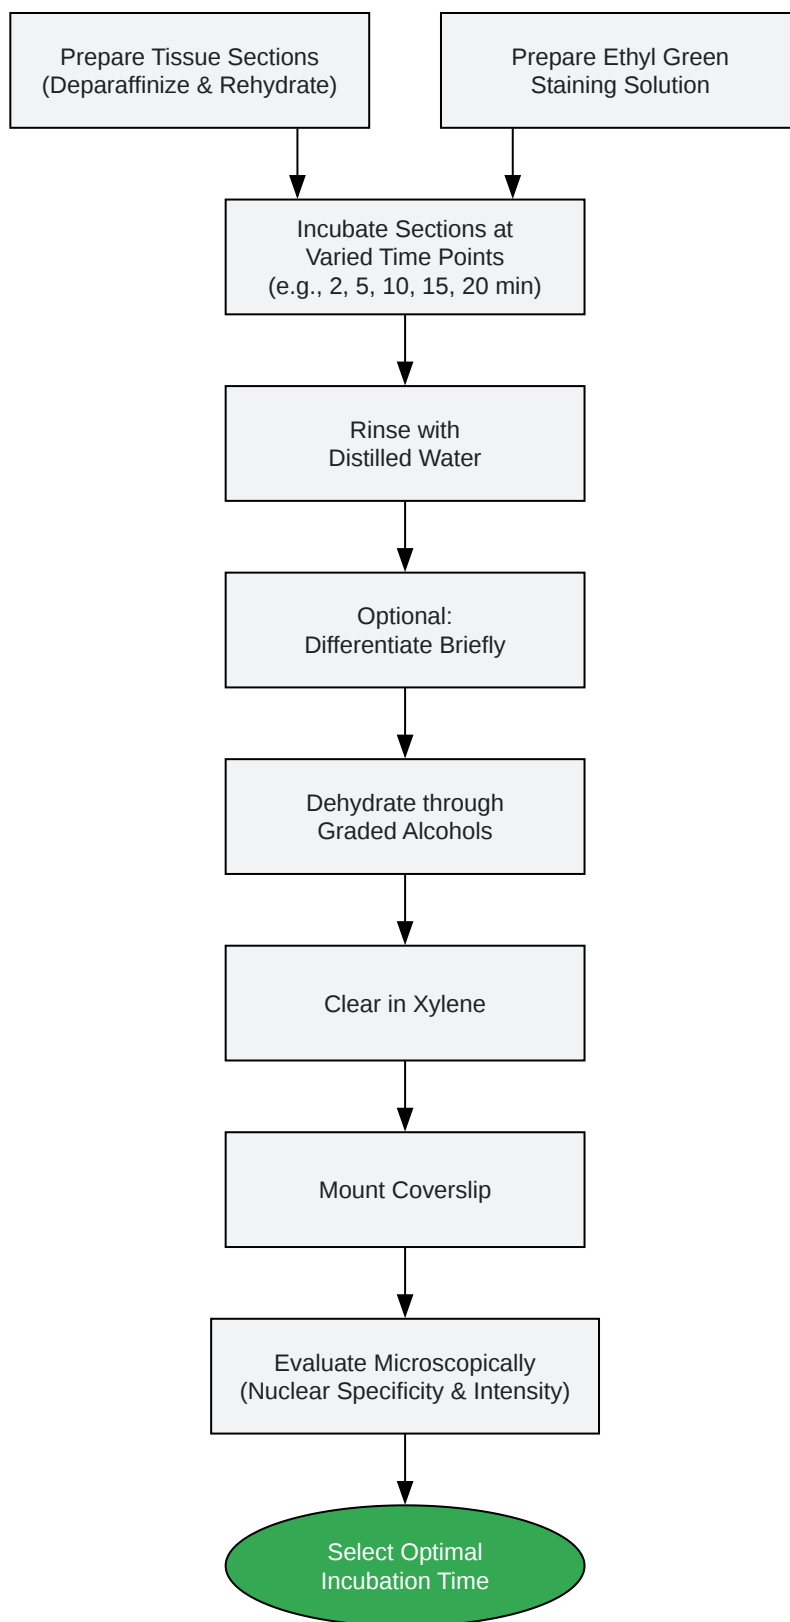 Prepare Tissue Sections
(Deparaffinize & Rehydrate)
Prepare Ethyl Green
Staining Solution
Incubate Sections at
Varied Time Points
(e.g., 2, 5, 10, 15, 20 min)
Rinse with
Distilled Water
Optional:
Differentiate Briefly
Dehydrate through
Graded Alcohols
Clear in Xylene
Mount Coverslip
Evaluate Microscopically
(Nuclear Specificity & Intensity)
Select Optimal
Incubation Time